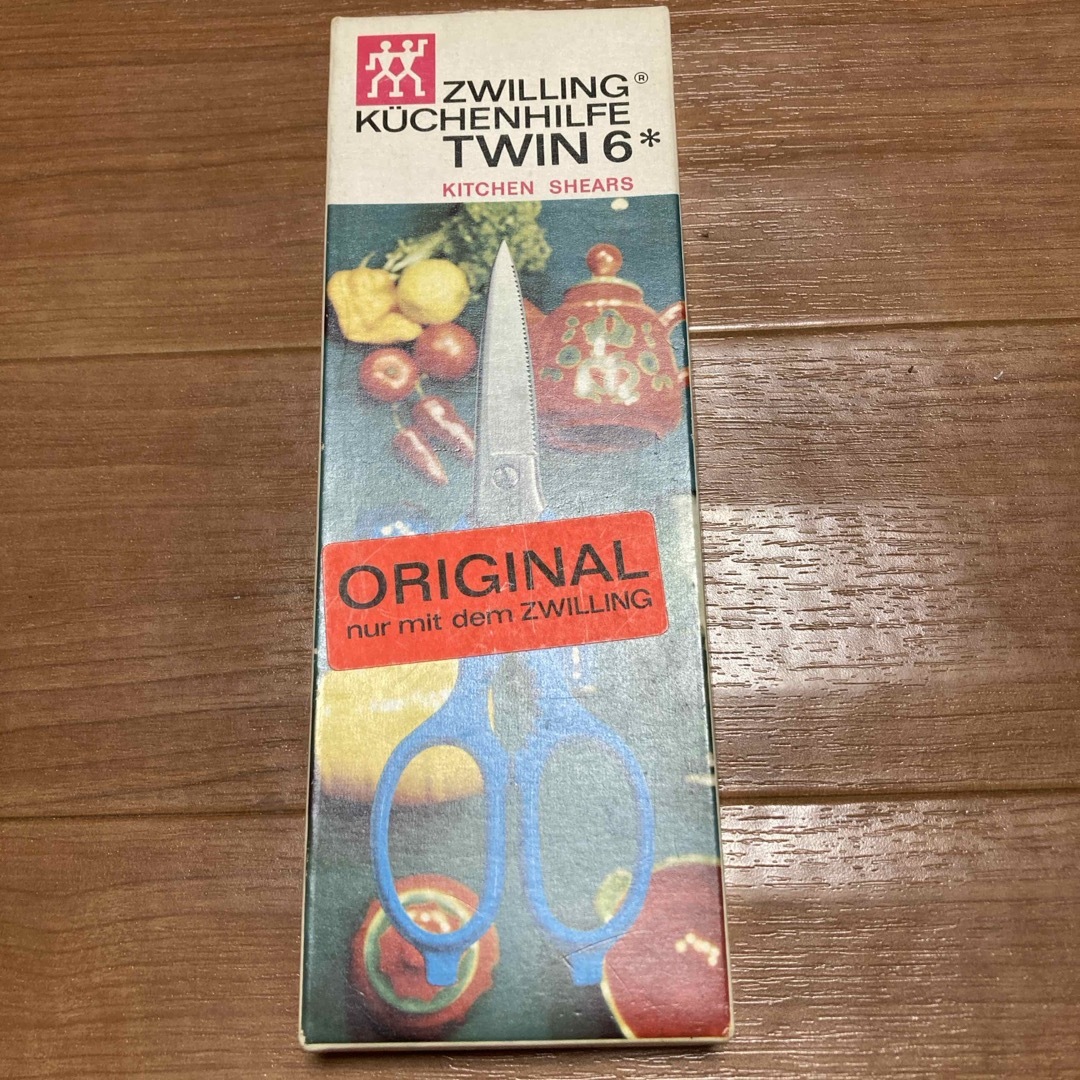 ZWILLING®
KÜCHENHILFE
TWIN 6*
KITCHEN SHEARS
ORIGINAL
nur mit dem ZWILLING